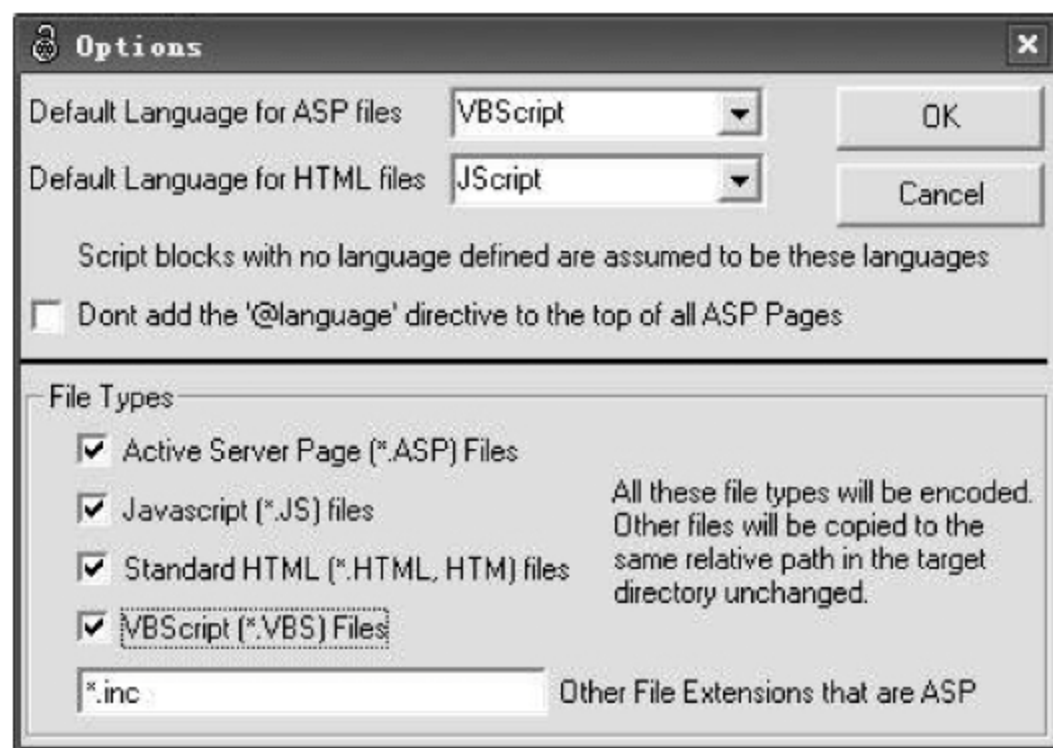 Options
Default Language for ASP files
VBScript
OK
Default Language for HTML files
JScript
Cancel
Script blocks with no language defined are assumed to be these languages
Dont add the '@language' directive to the top of all ASP Pages
File Types
Active Server Page (*.ASP) Files
Javascript (*.JS) files
Standard HTML (*.HTML, HTM) files
VBScript (*.VBS) Files
All these file types will be encoded.
Other files will be copied to the
same relative path in the target
directory unchanged.
*.inc
Other File Extensions that are ASP